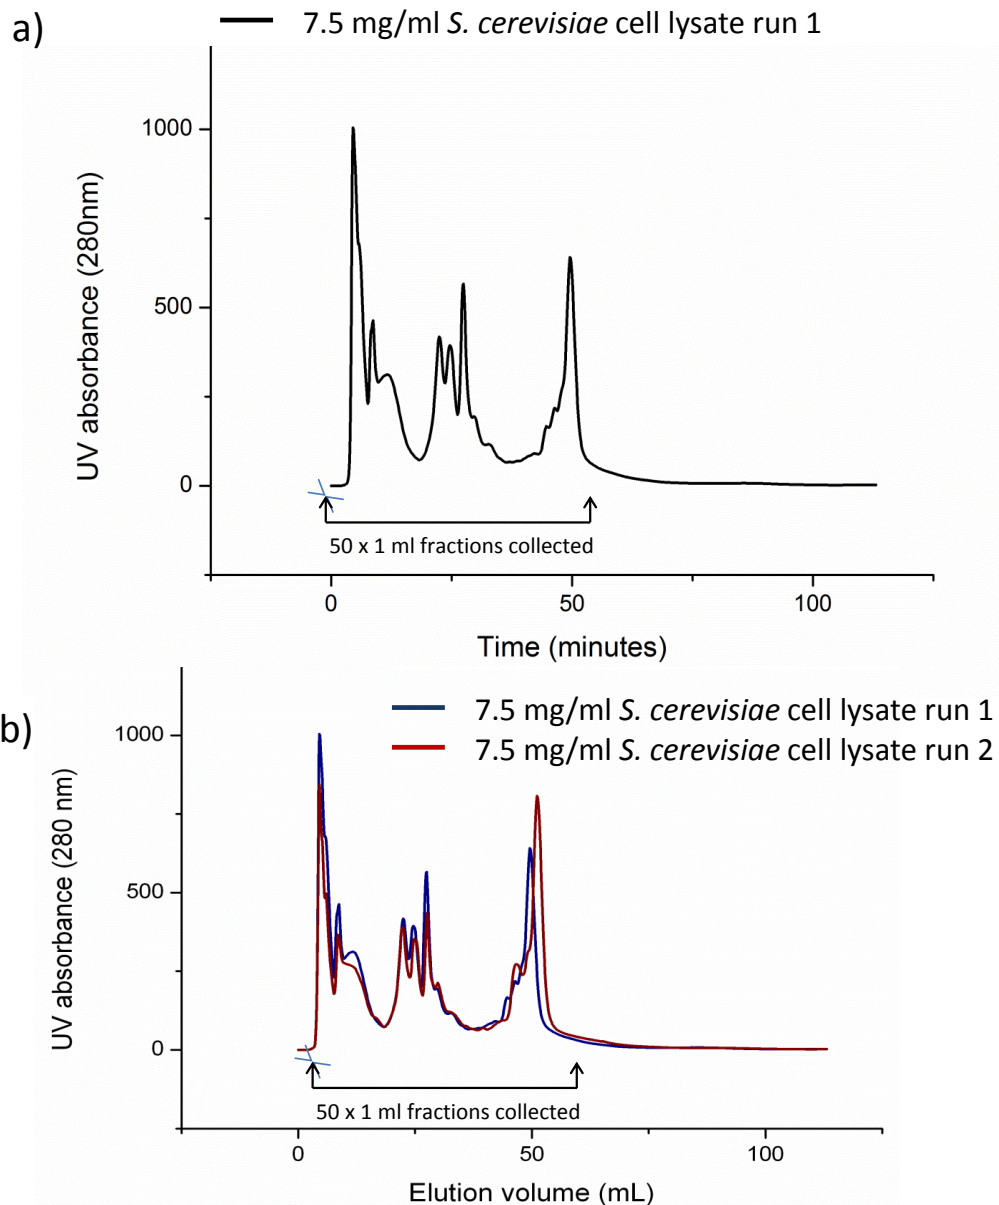 a)
7.5 mg/ml S. cerevisiae cell lysate run 1
UV absorbance (280nm)
1000
500
0
50 x 1 ml fractions collected
0
50
100
Time (minutes)
b)
7.5 mg/ml S. cerevisiae cell lysate run 1
7.5 mg/ml S. cerevisiae cell lysate run 2
UV absorbance (280 nm)
1000
500
0
50 x 1 ml fractions collected
0
50
100
Elution volume (mL)